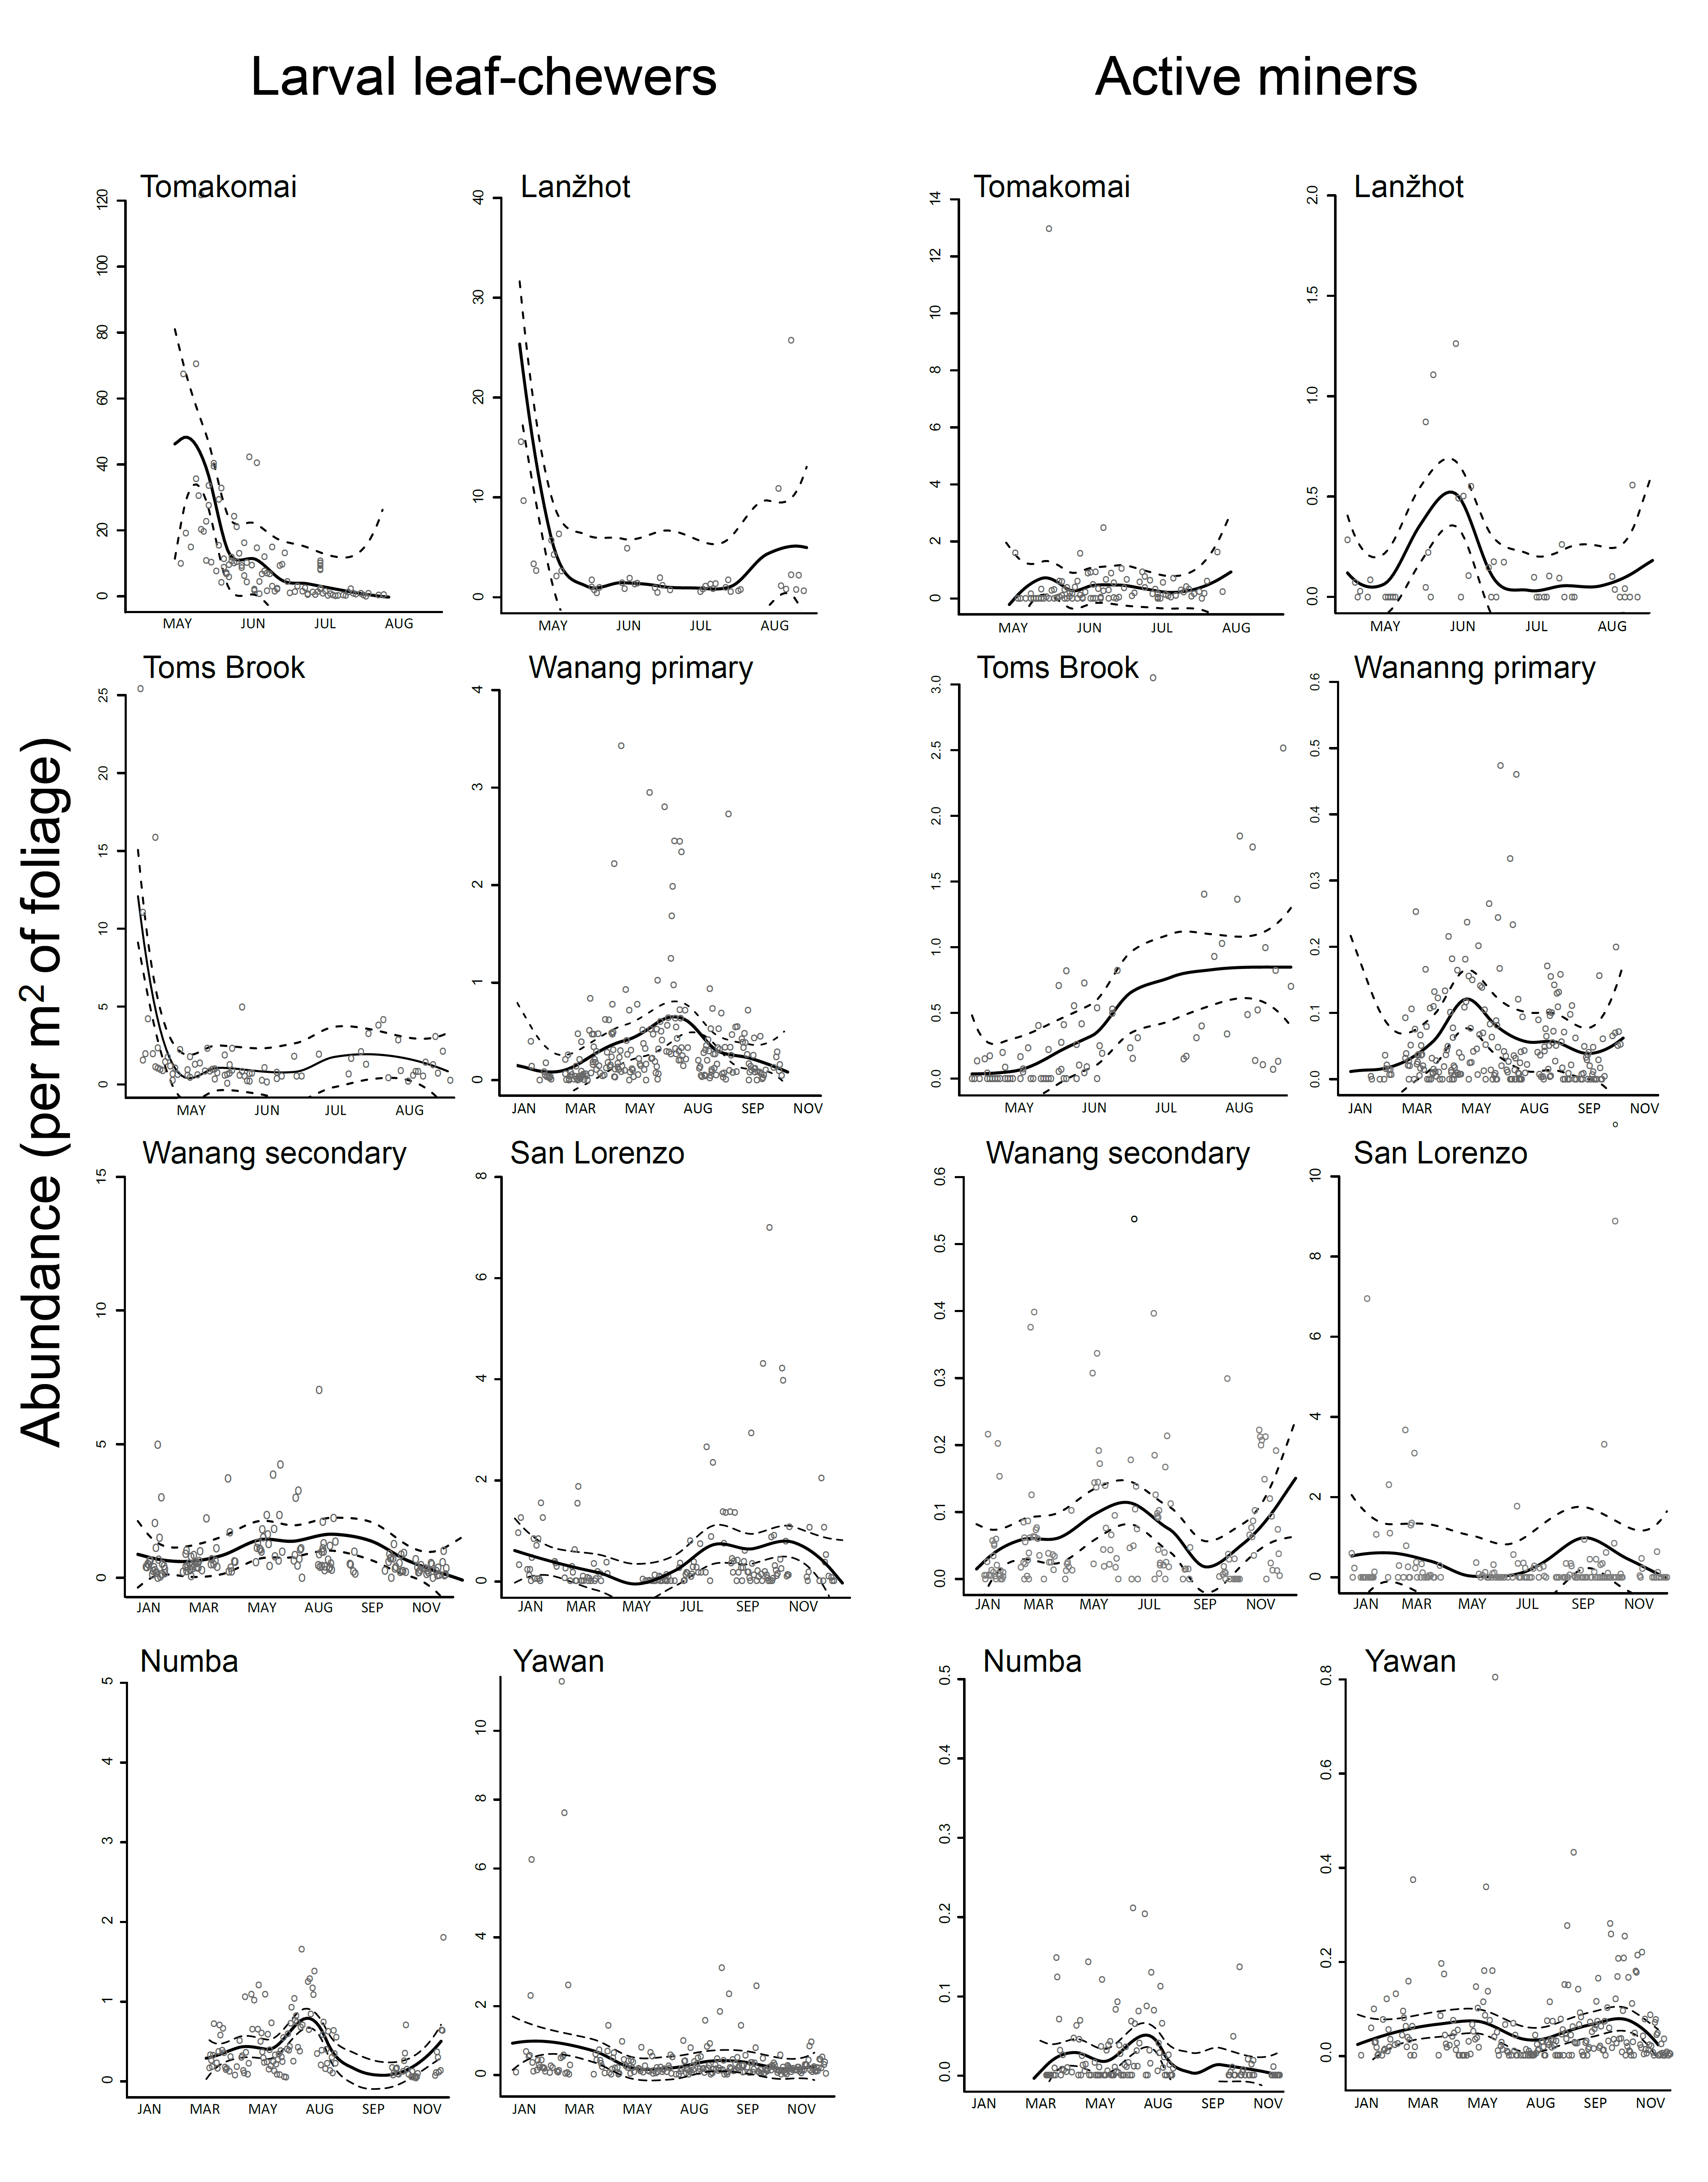 Larval leaf-chewers Active miners
Abundance (per m2 of foliage)
Tomakomai
120
100
80
60
40
20
0
MAY JUN JUL AUG
Lanžhot
40
30
20
10
0
MAY JUN JUL AUG
Tomakomai
14
12
10
8
6
4
2
0
MAY JUN JUL AUG
Lanžhot
2.0
1.5
1.0
0.5
0.0
MAY JUN JUL AUG
Toms Brook
25
20
15
10
5
0
MAY JUN JUL AUG
Wanang primary
4
3
2
1
0
JAN MAR MAY AUG SEP NOV
Toms Brook
3.0
2.5
2.0
1.5
1.0
0.5
0.0
MAY JUN JUL AUG
Wananng primary
0.6
0.5
0.4
0.3
0.2
0.1
0.0
JAN MAR MAY AUG SEP NOV
Wanang secondary
15
10
5
0
JAN MAR MAY AUG SEP NOV
San Lorenzo
8
6
4
2
0
JAN MAR MAY JUL SEP NOV
Wanang secondary
0.6
0.5
0.4
0.3
0.2
0.1
0.0
JAN MAR MAY JUL SEP NOV
San Lorenzo
10
8
6
4
2
0
JAN MAR MAY JUL SEP NOV
Numba
5
4
3
2
1
0
JAN MAR MAY AUG SEP NOV
Yawan
10
8
6
4
2
0
JAN MAR MAY AUG SEP NOV
Numba
0.5
0.4
0.3
0.2
0.1
0.0
JAN MAR MAY AUG SEP NOV
Yawan
0.8
0.6
0.4
0.2
0.0
JAN MAR MAY AUG SEP NOV